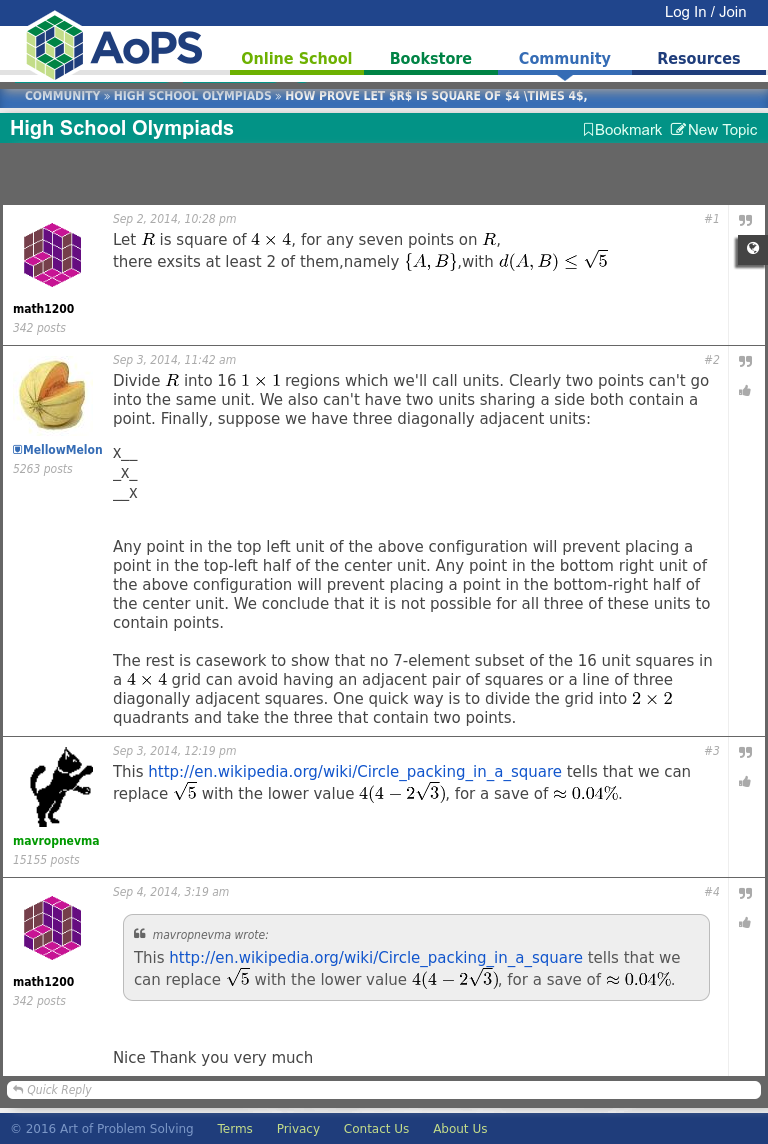 Log In / Join
AoPS
Online School Bookstore Community Resources
COMMUNITY » HIGH SCHOOL OLYMPIADS » HOW PROVE LET $R$ IS SQUARE OF $4 \TIMES 4$,
High School Olympiads Bookmark New Topic
Sep 2, 2014, 10:28 pm #1
Let R is square of 4 × 4, for any seven points on R,
there exsits at least 2 of them,namely {A, B},with d(A, B) ≤ √5
math1200
342 posts
Sep 3, 2014, 11:42 am #2
Divide R into 16 1 × 1 regions which we'll call units. Clearly two points can't go
into the same unit. We also can't have two units sharing a side both contain a
point. Finally, suppose we have three diagonally adjacent units:
MellowMelon
5263 posts
X__
_X_
__X
Any point in the top left unit of the above configuration will prevent placing a
point in the top-left half of the center unit. Any point in the bottom right unit of
the above configuration will prevent placing a point in the bottom-right half of
the center unit. We conclude that it is not possible for all three of these units to
contain points.
The rest is casework to show that no 7-element subset of the 16 unit squares in
a 4 × 4 grid can avoid having an adjacent pair of squares or a line of three
diagonally adjacent squares. One quick way is to divide the grid into 2 × 2
quadrants and take the three that contain two points.
Sep 3, 2014, 12:19 pm #3
This http://en.wikipedia.org/wiki/Circle_packing_in_a_square tells that we can
replace √5 with the lower value 4(4 − 2√3), for a save of ≈ 0.04%.
mavropnevma
15155 posts
Sep 4, 2014, 3:19 am #4
mavropnevma wrote:
This http://en.wikipedia.org/wiki/Circle_packing_in_a_square tells that we
can replace √5 with the lower value 4(4 − 2√3), for a save of ≈ 0.04%.
math1200
342 posts
Nice Thank you very much
Quick Reply
© 2016 Art of Problem Solving Terms Privacy Contact Us About Us